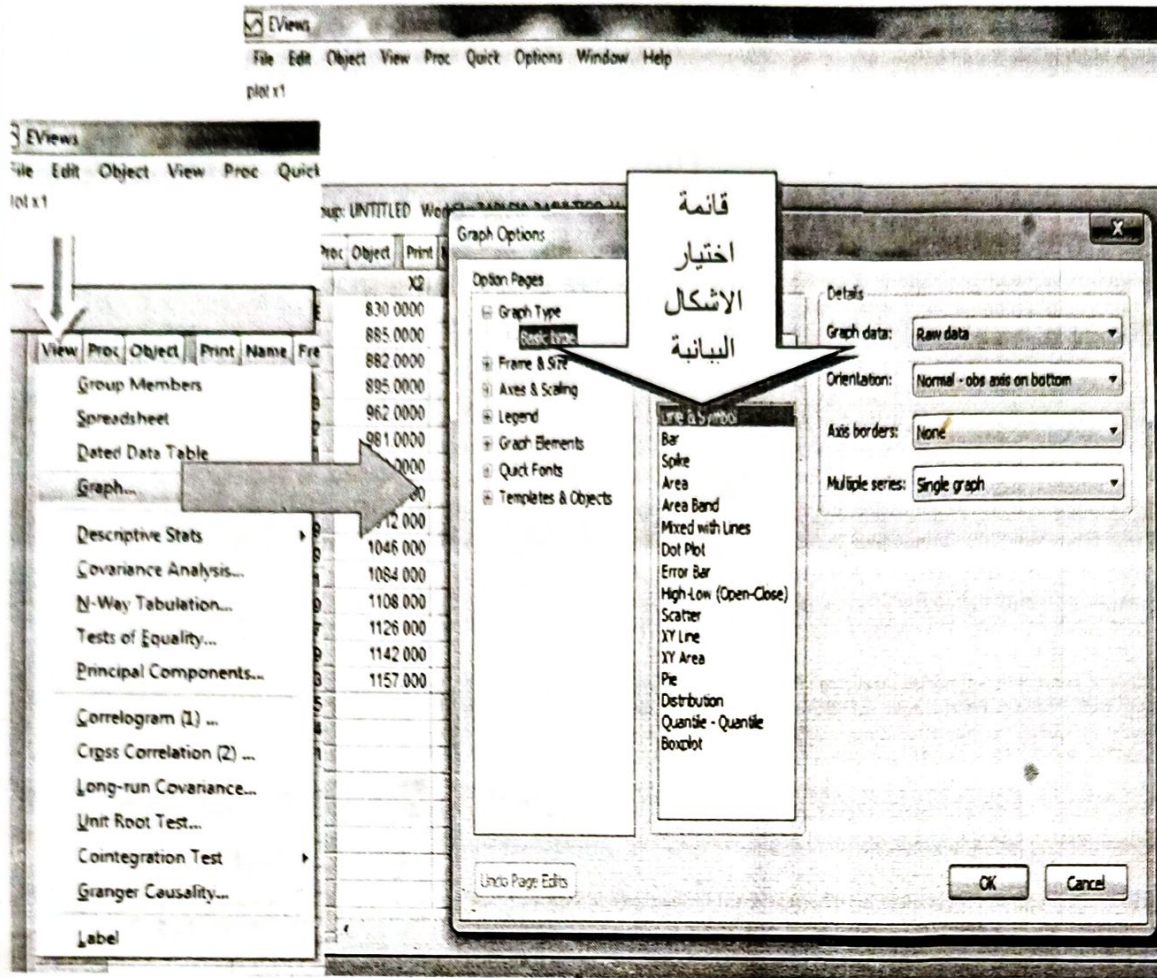 EViews
File Edit Object View Proc Quick Options Window Help
plot x1
EViews
File Edit Object View Proc Quick
lot x1
View Proc Object Print Name Fre
Group Members
Spreadsheet
Dated Data Table
Graph...
Descriptive Stats
Covariance Analysis...
N-Way Tabulation...
Tests of Equality...
Principal Components...
Correlogram (1) ...
Cross Correlation (2) ...
Long-run Covariance...
Unit Root Test...
Cointegration Test
Granger Causality...
Label
oup: UNTITLED
Proc Object Print
X2
830.0000
885.0000
882.0000
895.0000
962.0000
981.0000
1046.000
1084.000
1108.000
1126.000
1142.000
1157.000
Graph Options
X
قائمة
اختيار
الاشكال
البيانية
Option Pages
Graph Type
Basic type
Frame & Size
Axes & Scaling
Legend
Graph Elements
Quick Fonts
Templates & Objects
Line & Symbol
Bar
Spike
Area
Area Band
Mixed with Lines
Dot Plot
Error Bar
High-Low (Open-Close)
Scatter
XY Line
XY Area
Pie
Distribution
Quantile - Quantile
Boxplot
Details
Graph data: Raw data
Orientation: Normal - obs axis on bottom
Axis borders: None
Multiple series: Single graph
Undo Page Edits
OK Cancel